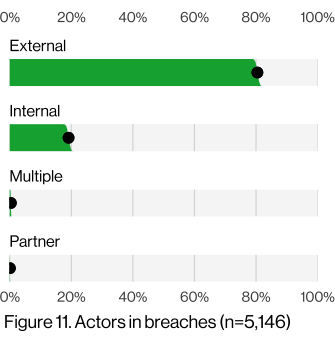 0% 20% 40% 60% 80% 100%
External
Internal
Multiple
Partner
0% 20% 40% 60% 80% 100%
Figure 11. Actors in breaches (n=5,146)